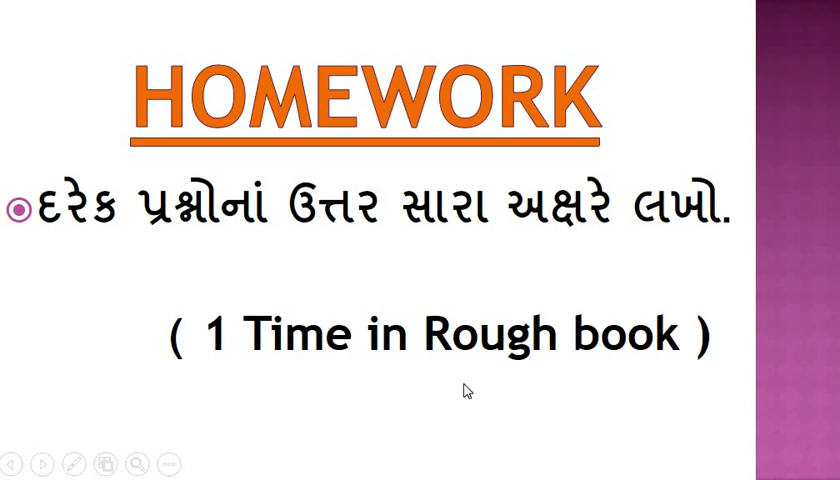 HOMEWORK
દરેક પ્રશ્નોનાં ઉત્તર સારા અક્ષરે લખો.
( 1 Time in Rough book )